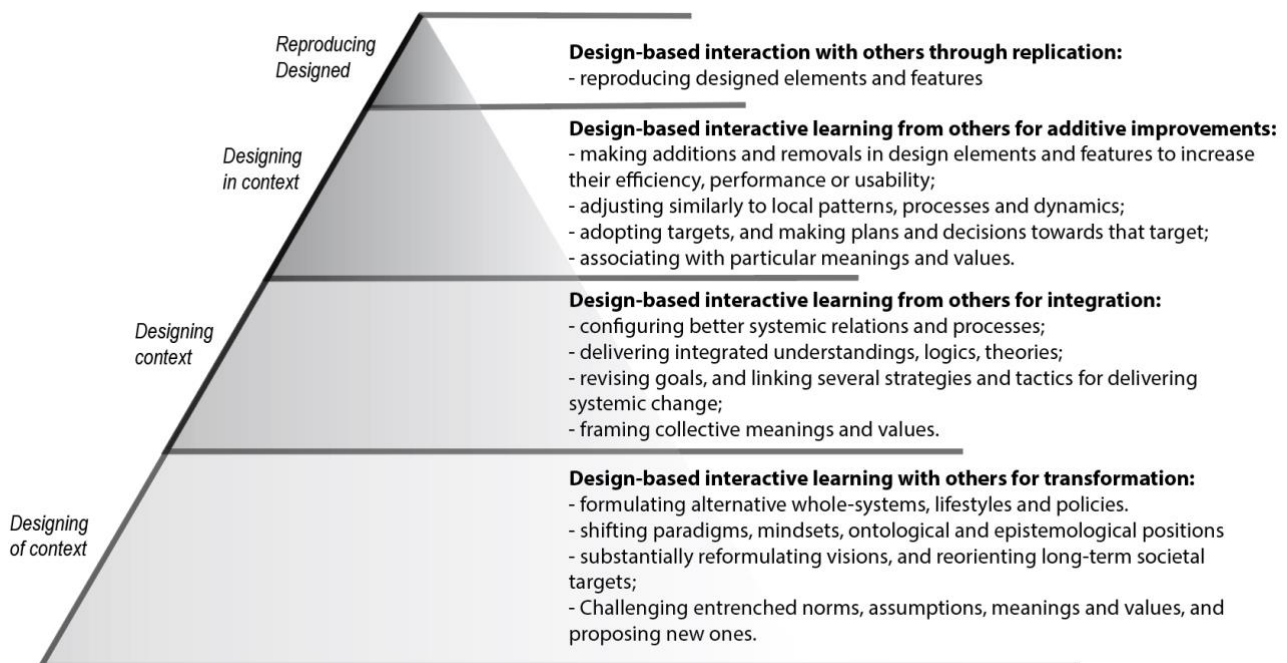 Reproducing
Designed
Design-based interaction with others through replication:
- reproducing designed elements and features
Designing
in context
Design-based interactive learning from others for additive improvements:
- making additions and removals in design elements and features to increase
their efficiency, performance or usability;
- adjusting similarly to local patterns, processes and dynamics;
- adopting targets, and making plans and decisions towards that target;
- associating with particular meanings and values.
Designing
context
Design-based interactive learning from others for integration:
- configuring better systemic relations and processes;
- delivering integrated understandings, logics, theories;
- revising goals, and linking several strategies and tactics for delivering
systemic change;
- framing collective meanings and values.
Designing
of context
Design-based interactive learning with others for transformation:
- formulating alternative whole-systems, lifestyles and policies.
- shifting paradigms, mindsets, ontological and epistemological positions
- substantially reformulating visions, and reorienting long-term societal
targets;
- Challenging entrenched norms, assumptions, meanings and values, and
proposing new ones.